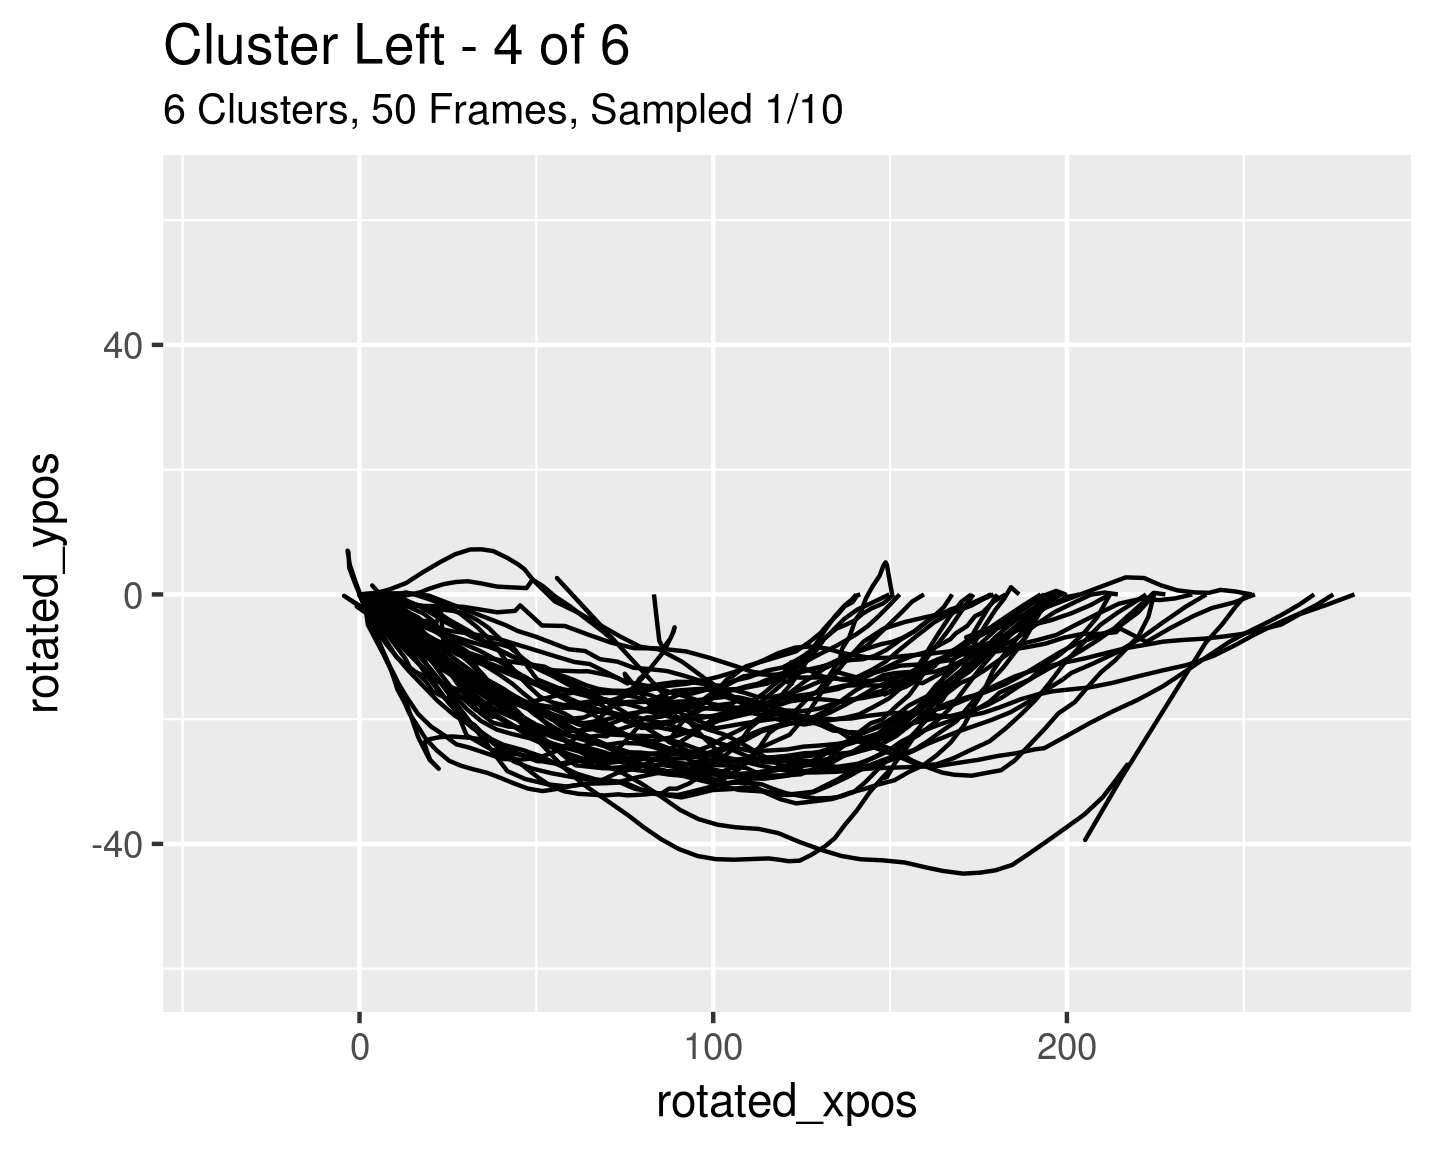 Cluster Left - 4 of 6
6 Clusters, 50 Frames, Sampled 1/10
rotated_ypos
40
0
-40
0 100 200
rotated_xpos